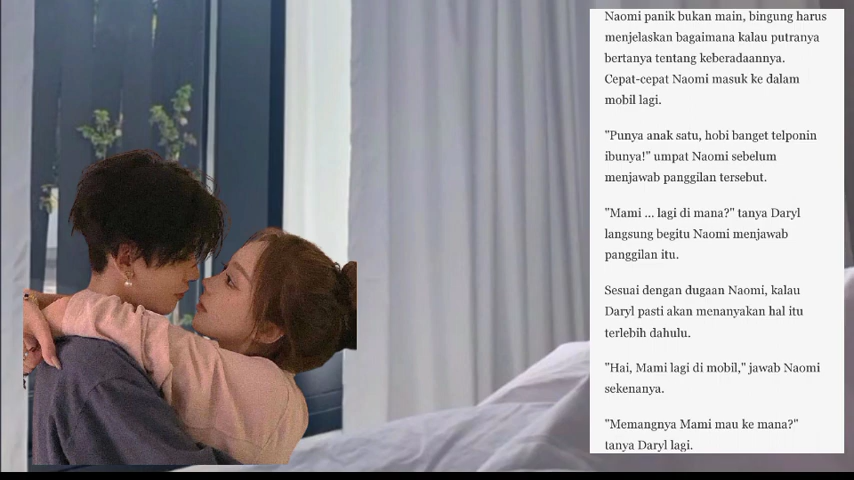 Naomi panik bukan main, bingung harus
menjelaskan bagaimana kalau putranya
bertanya tentang keberadaannya.
Cepat-cepat Naomi masuk ke dalam
mobil lagi.
"Punya anak satu, hobi banget telponin
ibunya!" umpat Naomi sebelum
menjawab panggilan tersebut.
"Mami ... lagi di mana?" tanya Daryl
langsung begitu Naomi menjawab
panggilan itu.
Sesuai dengan dugaan Naomi, kalau
Daryl pasti akan menanyakan hal itu
terlebih dahulu.
"Hai, Mami lagi di mobil," jawab Naomi
sekenanya.
"Memangnya Mami mau ke mana?"
tanya Daryl lagi.